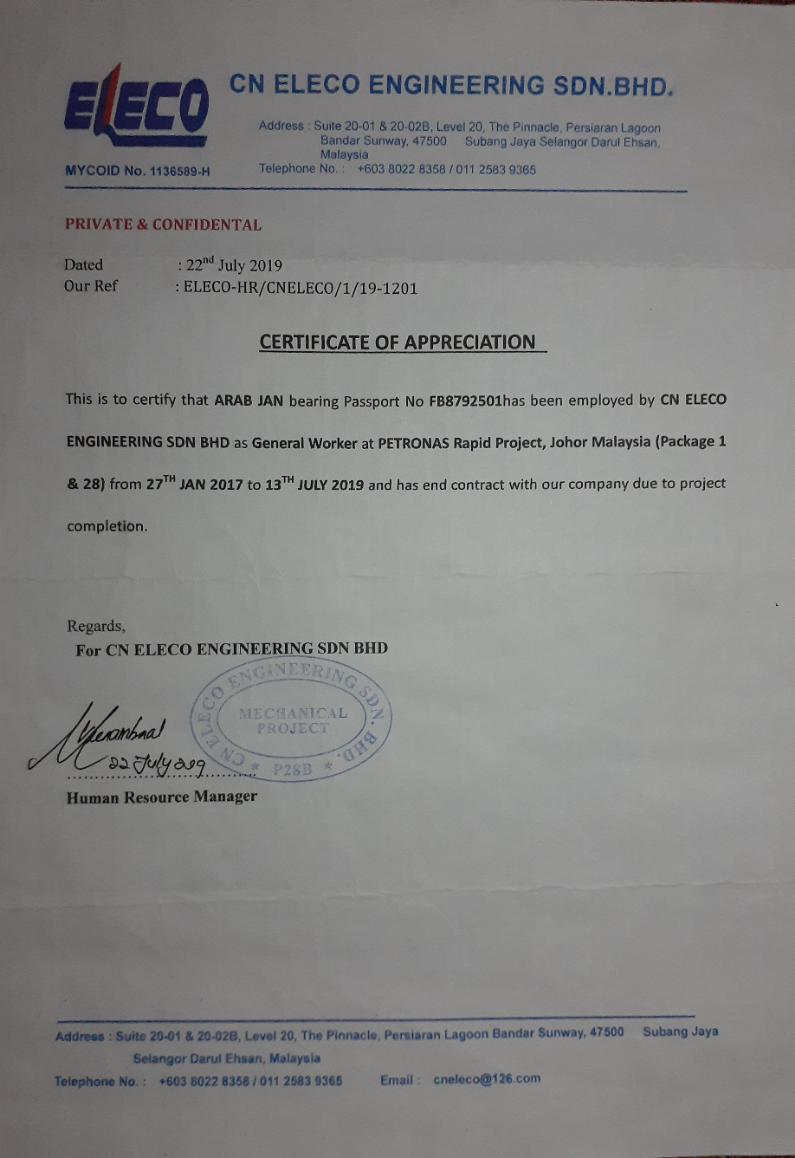 ELECO
CN ELECO ENGINEERING SDN.BHD.
Address : Suite 20-01 & 20-02B, Level 20, The Pinnacle, Persiaran Lagoon
Bandar Sunway, 47500 Subang Jaya Selangor Darul Ehsan,
Malaysia
MYCOID No. 1136589-H
Telephone No. : +603 8022 8358 / 011 2583 9365
PRIVATE & CONFIDENTAL
Dated : 22nd July 2019
Our Ref : ELECO-HR/CNELECO/1/19-1201
CERTIFICATE OF APPRECIATION
This is to certify that ARAB JAN bearing Passport No FB8792501has been employed by CN ELECO
ENGINEERING SDN BHD as General Worker at PETRONAS Rapid Project, Johor Malaysia (Package 1
& 28) from 27TH JAN 2017 to 13TH JULY 2019 and has end contract with our company due to project
completion.
Regards,
For CN ELECO ENGINEERING SDN BHD
CN ELECO ENGINEERING SDN. BHD.
MECHANICAL
PROJECT
* P28B *
22 July 2019
Human Resource Manager
Address : Suite 20-01 & 20-02B, Level 20, The Pinnacle, Persiaran Lagoon Bandar Sunway, 47500 Subang Jaya
Selangor Darul Ehsan, Malaysia
Telephone No. : +603 8022 8358 / 011 2583 9365 Email : cneleco@126.com